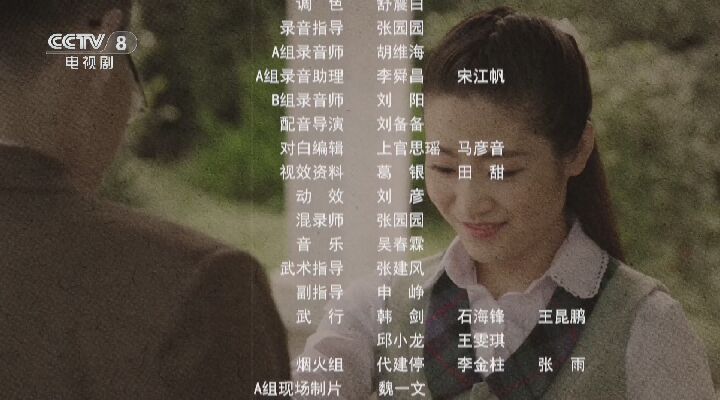 CCTV 8
电视剧
调 色 舒震白
录音指导 张园园
A组录音师 胡维海
A组录音助理 李舜昌 宋江帆
B组录音师 刘 阳
配音导演 刘备备
对白编辑 上官思瑶 马彦音
视效资料 葛 银 田 甜
动 效 刘 彦
混录师 张园园
音 乐 吴春霖
武术指导 张建风
副指导 申 峥
武 行 韩 剑 石海锋 王昆鹏
邱小龙 王雯琪
烟火组 代建停 李金柱 张 雨
A组现场制片 魏一文